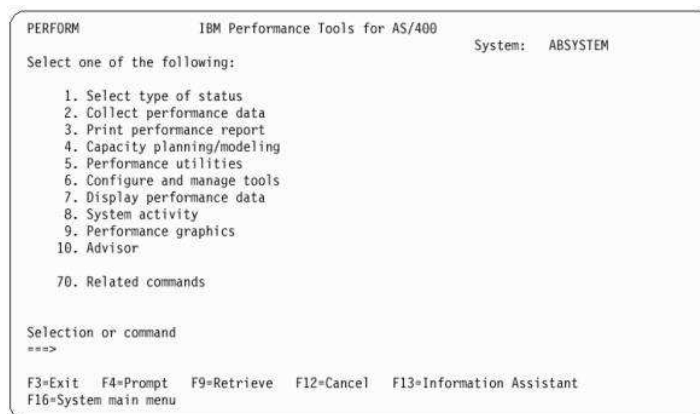 PERFORM IBM Performance Tools for AS/400
System: ABSYSTEM
Select one of the following:
1. Select type of status
2. Collect performance data
3. Print performance report
4. Capacity planning/modeling
5. Performance utilities
6. Configure and manage tools
7. Display performance data
8. System activity
9. Performance graphics
10. Advisor
70. Related commands
Selection or command
===>
F3=Exit F4=Prompt F9=Retrieve F12=Cancel F13=Information Assistant
F16=System main menu